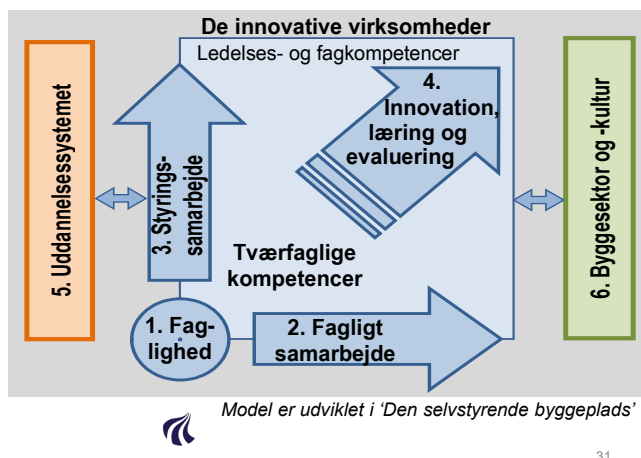 De innovative virksomheder
Ledelses- og fagkompetencer
5. Uddannelsessystemet
3. Styrings-
samarbejde
4.
Innovation,
læring og
evaluering
Tværfaglige
kompetencer
1. Fag-
lighed
2. Fagligt
samarbejde
6. Byggesektor og -kultur
Model er udviklet i ‘Den selvstyrende byggeplads’
31